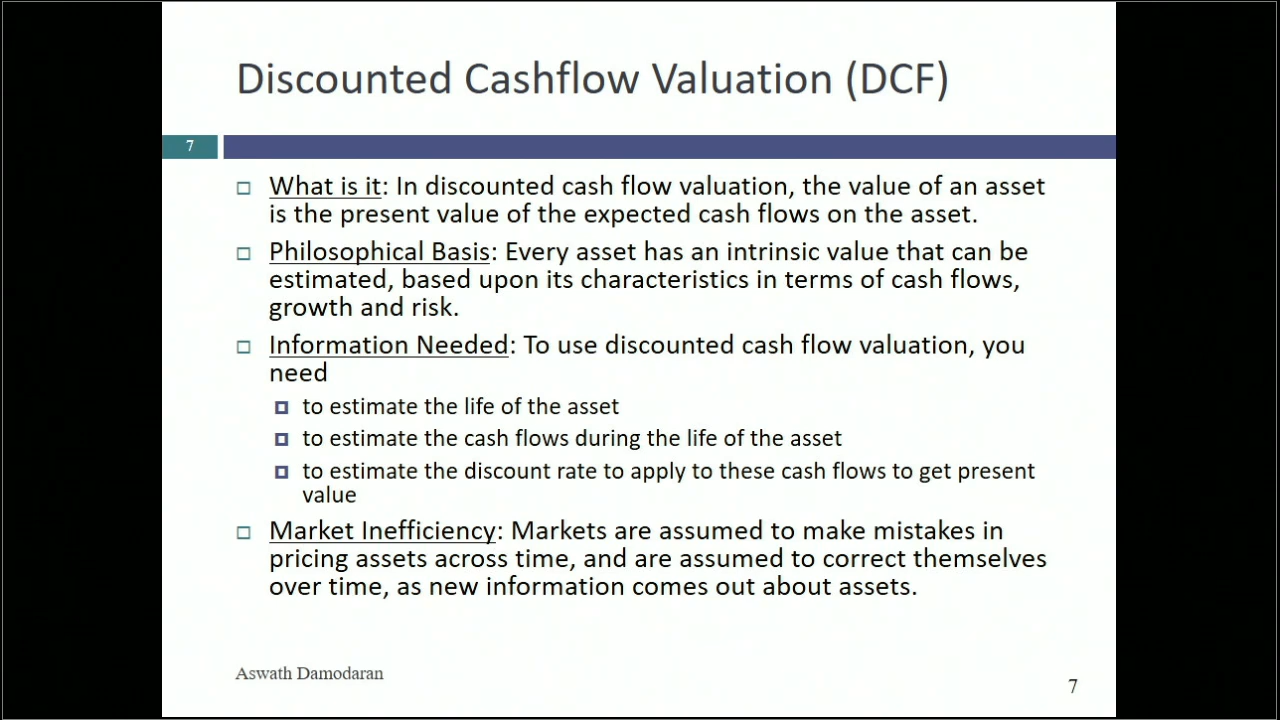 Discounted Cashflow Valuation (DCF)
7
What is it: In discounted cash flow valuation, the value of an asset
is the present value of the expected cash flows on the asset.
Philosophical Basis: Every asset has an intrinsic value that can be
estimated, based upon its characteristics in terms of cash flows,
growth and risk.
Information Needed: To use discounted cash flow valuation, you
need
to estimate the life of the asset
to estimate the cash flows during the life of the asset
to estimate the discount rate to apply to these cash flows to get present
value
Market Inefficiency: Markets are assumed to make mistakes in
pricing assets across time, and are assumed to correct themselves
over time, as new information comes out about assets.
Aswath Damodaran
7